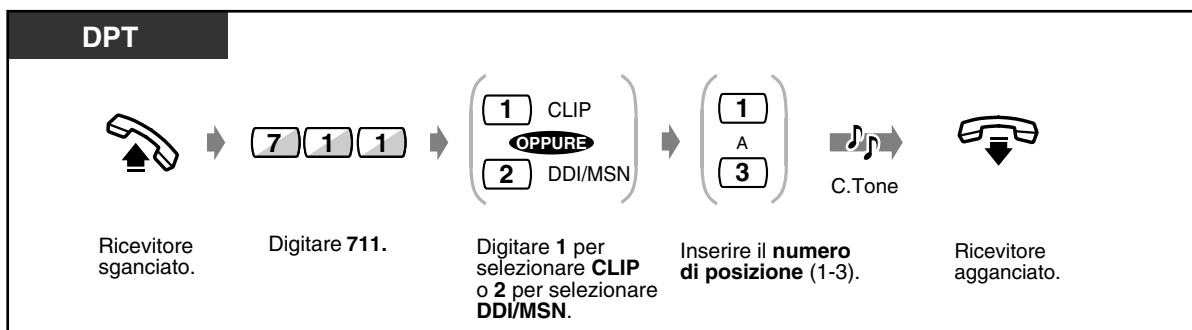 DPT
7 1 1
1 CLIP
OPPURE
2 DDI/MSN
1
A
3
C.Tone
Ricevitore
sganciato.
Digitare 711.
Digitare 1 per
selezionare CLIP
o 2 per selezionare
DDI/MSN.
Inserire il numero
di posizione (1-3).
Ricevitore
agganciato.